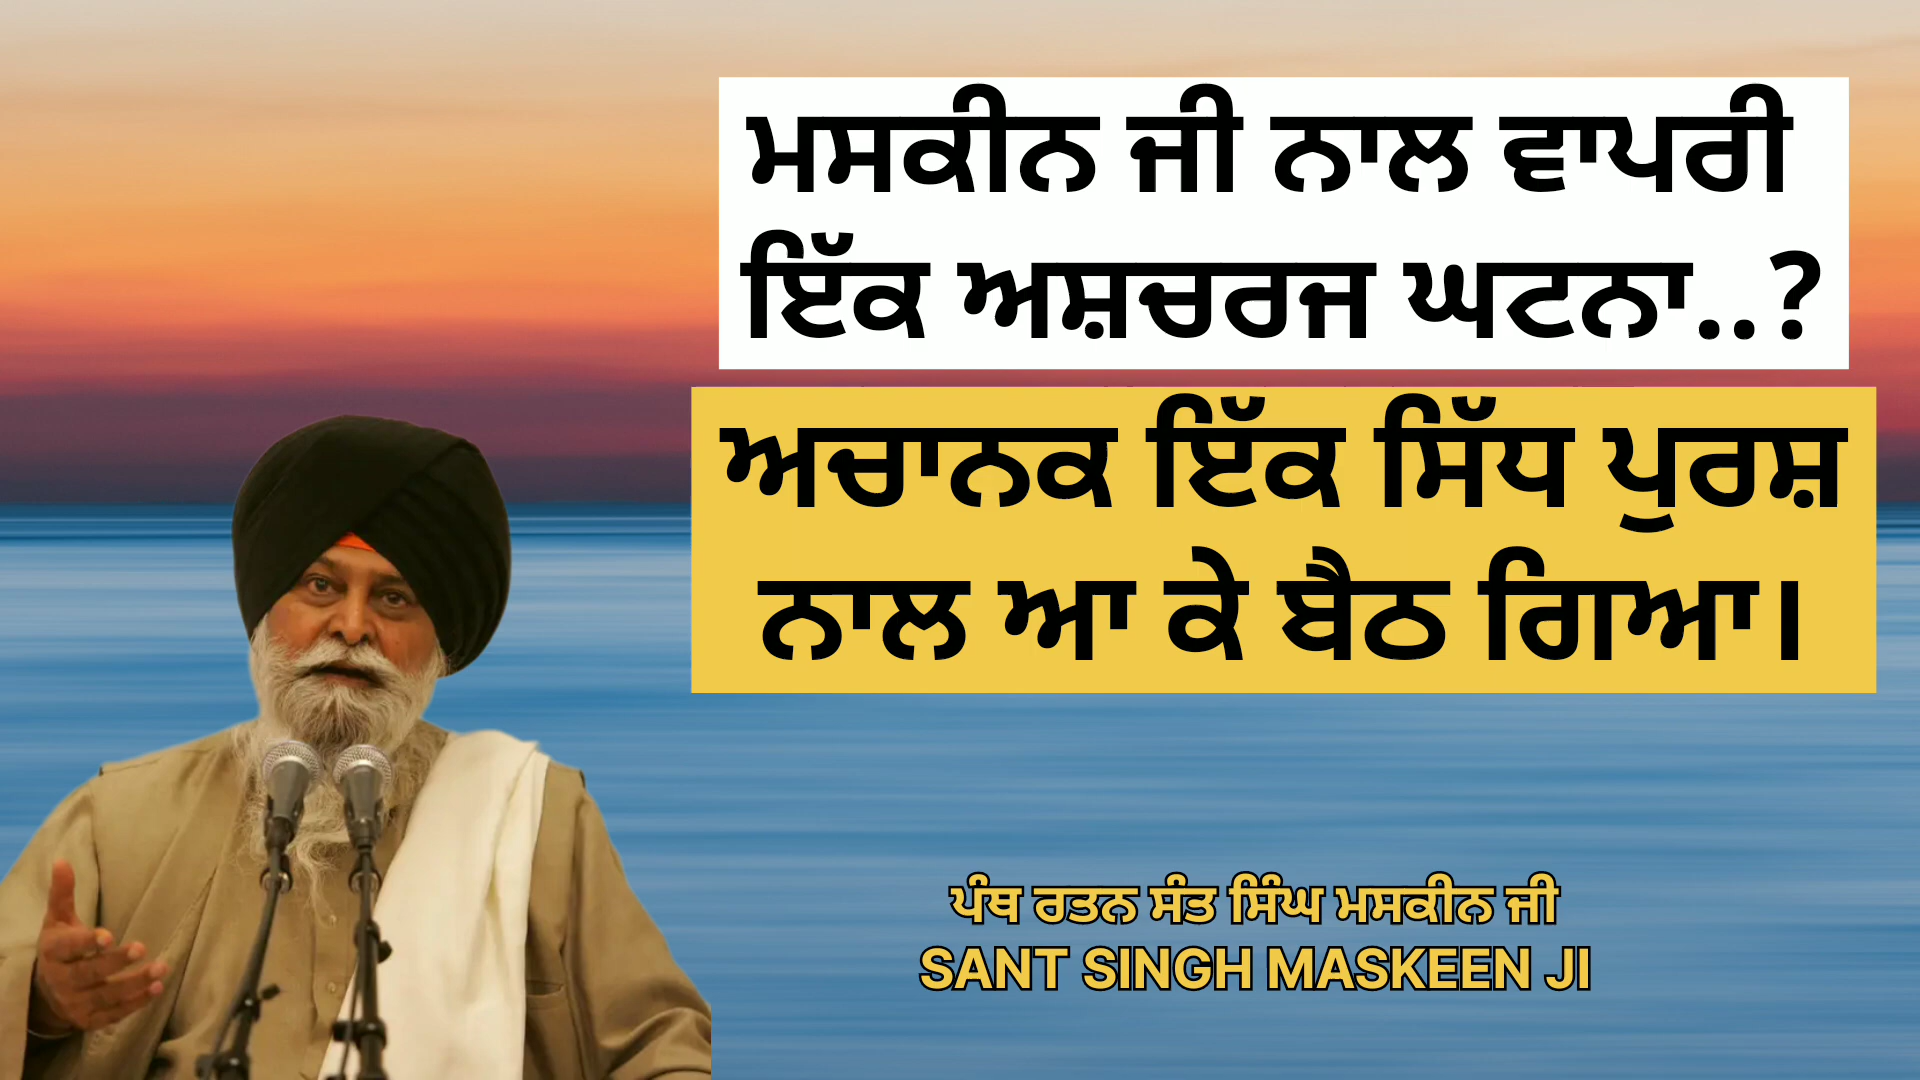 ਮਸਕੀਨ ਜੀ ਨਾਲ ਵਾਪਰੀ
ਇੱਕ ਅਸ਼ਚਰਜ ਘਟਨਾ..?
ਅਚਾਨਕ ਇੱਕ ਸਿੱਧ ਪੁਰਸ਼
ਨਾਲ ਆ ਕੇ ਬੈਠ ਗਿਆ।
ਪੰਥ ਰਤਨ ਸੰਤ ਸਿੰਘ ਮਸਕੀਨ ਜੀ
SANT SINGH MASKEEN JI